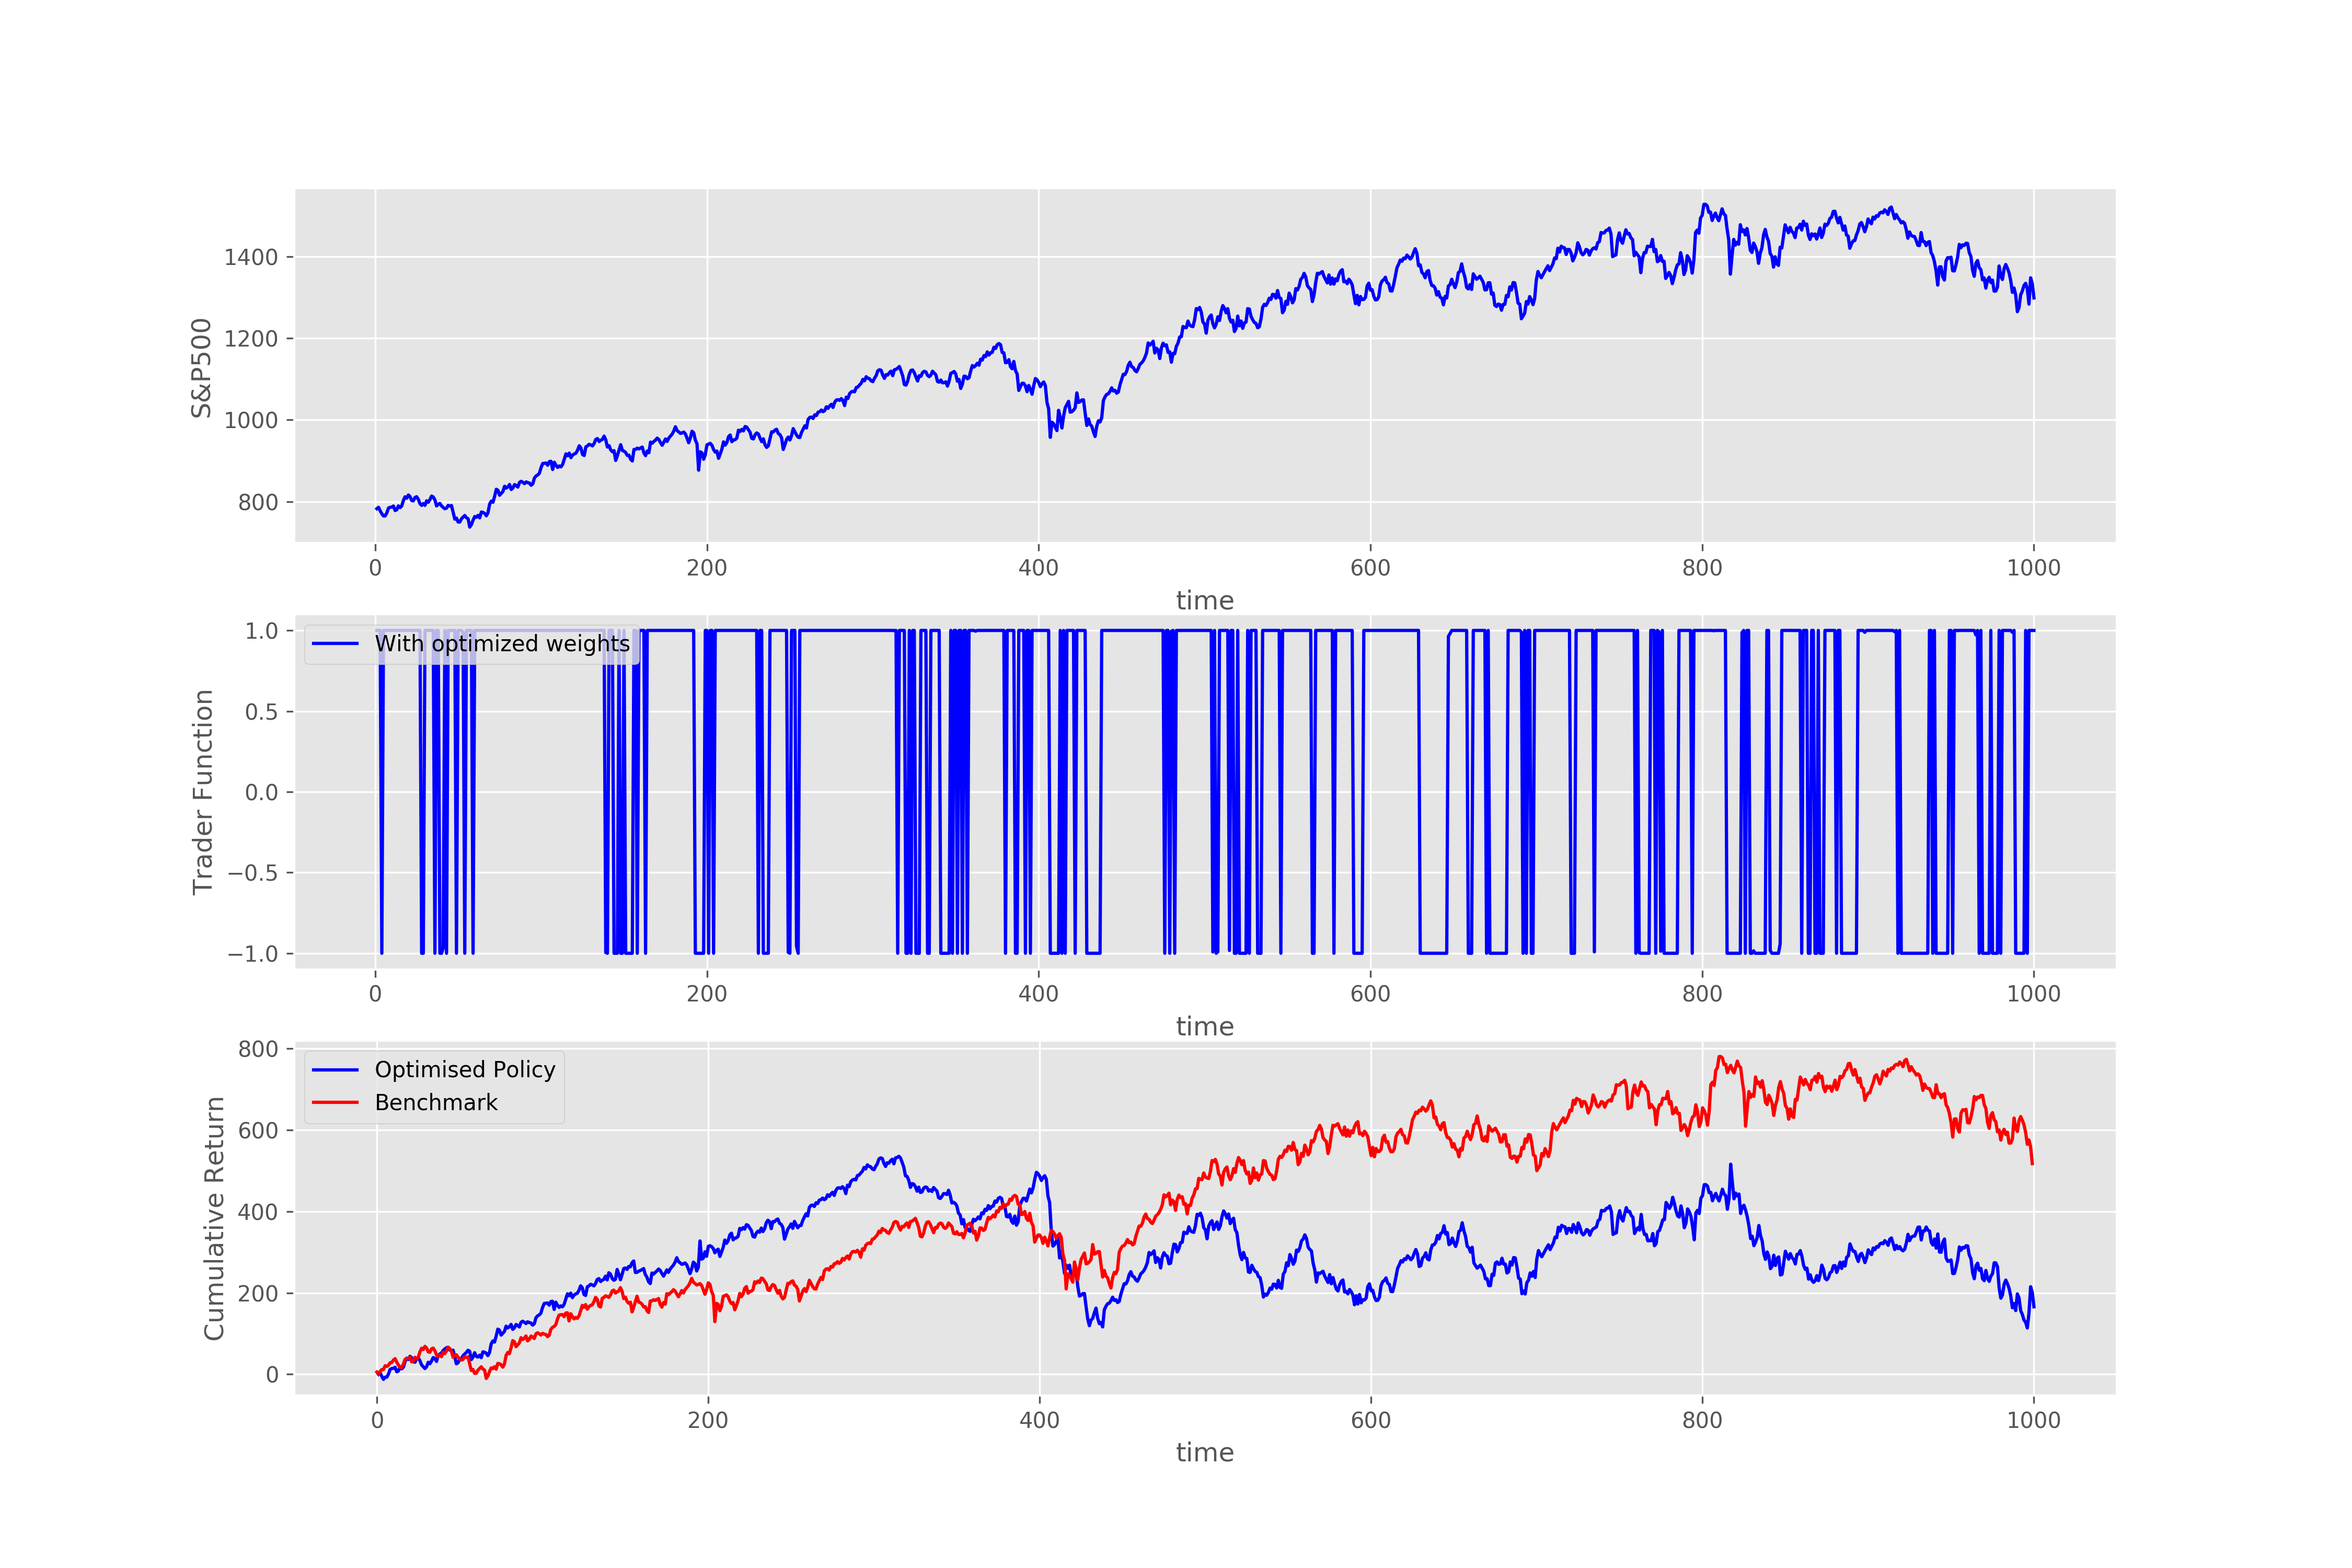 S&P500
1400
1200
1000
800
0 200 400 600 800 1000
time
With optimized weights
Trader Function
1.0
0.5
0.0
−0.5
−1.0
0 200 400 600 800 1000
time
Optimised Policy
Benchmark
Cumulative Return
800
600
400
200
0
0 200 400 600 800 1000
time